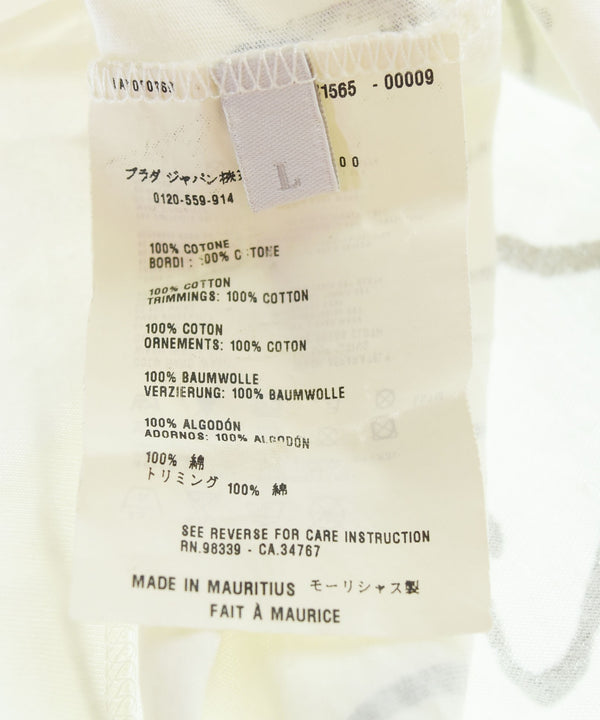 1565 - 00009
L
プラダ ジャパン株
00
0120-559-914
100% COTONE
BORDI : 100% COTONE
100% COTTON
TRIMMINGS: 100% COTTON
100% COTON
ORNEMENTS: 100% COTON
100% BAUMWOLLE
VERZIERUNG: 100% BAUMWOLLE
100% ALGODÓN
ADORNOS: 100% ALGODÓN
100% 綿
トリミング 100% 綿
SEE REVERSE FOR CARE INSTRUCTION
RN.98339 - CA.34767
MADE IN MAURITIUS モーリシャス製
FAIT À MAURICE